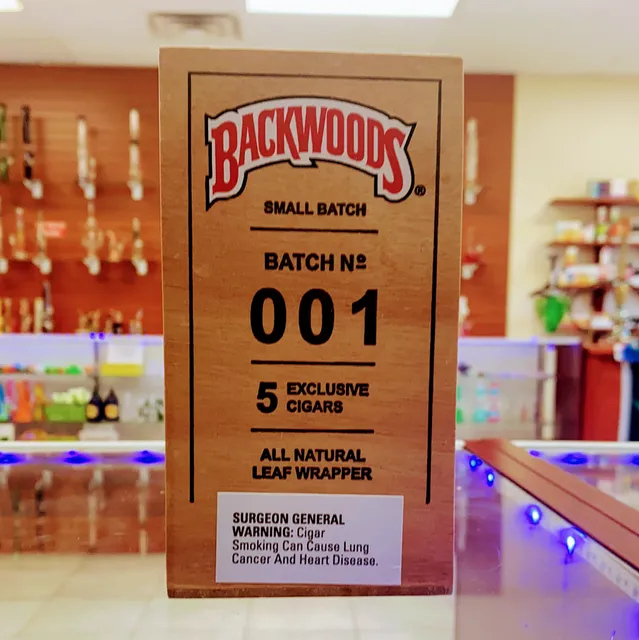 BACKWOODS®
SMALL BATCH
BATCH Nº
001
5 EXCLUSIVE
CIGARS
ALL NATURAL
LEAF WRAPPER
SURGEON GENERAL
WARNING: Cigar
Smoking Can Cause Lung
Cancer And Heart Disease.